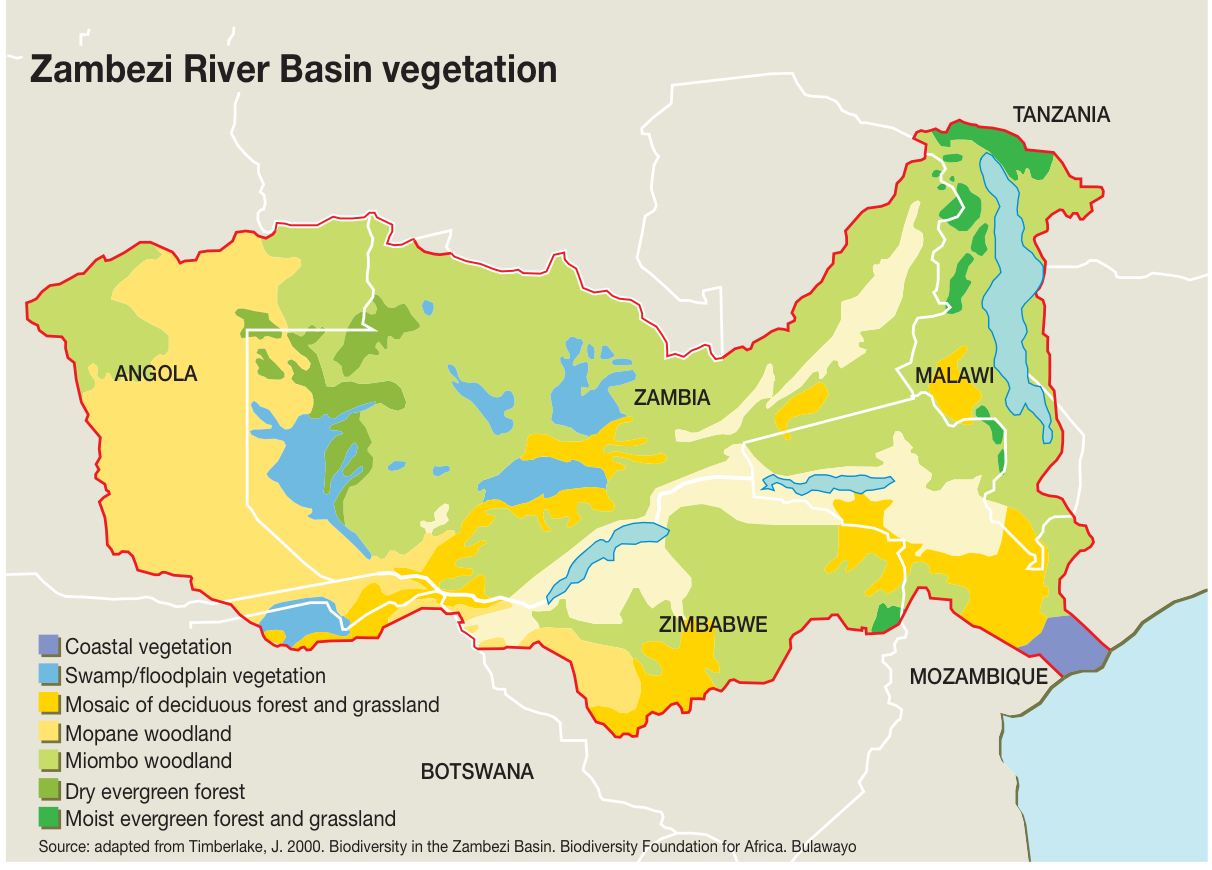 Zambezi River Basin vegetation
TANZANIA
ANGOLA
ZAMBIA
MALAWI
ZIMBABWE
MOZAMBIQUE
BOTSWANA
Coastal vegetation
Swamp/floodplain vegetation
Mosaic of deciduous forest and grassland
Mopane woodland
Miombo woodland
Dry evergreen forest
Moist evergreen forest and grassland
Source: adapted from Timberlake, J. 2000. Biodiversity in the Zambezi Basin. Biodiversity Foundation for Africa. Bulawayo